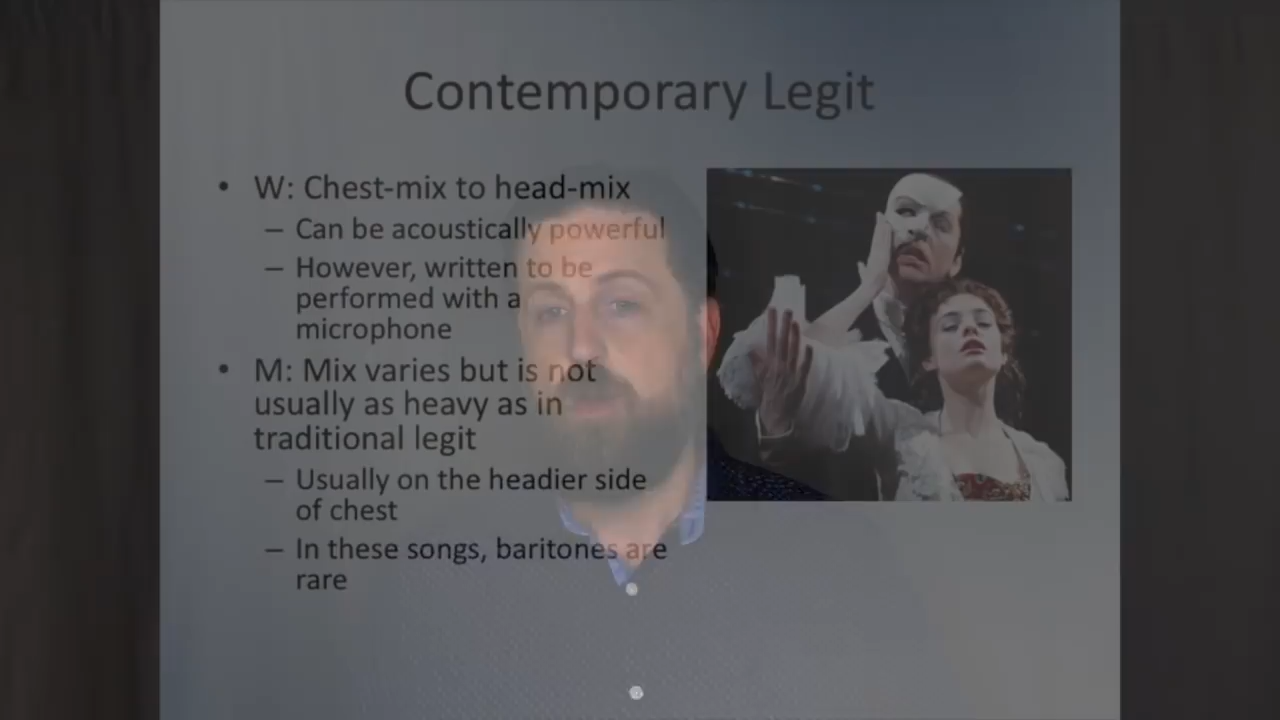 Contemporary Legit
• W: Chest-mix to head-mix
– Can be acoustically powerful
– However, written to be
performed with a
microphone
• M: Mix varies but is not
usually as heavy as in
traditional legit
– Usually on the headier side
of chest
– In these songs, baritones are
rare